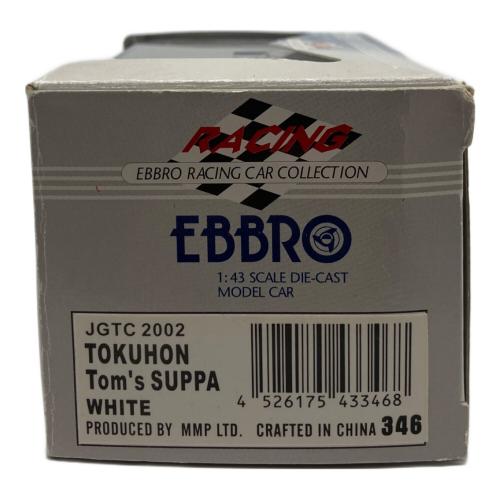 RACING
EBBRO RACING CAR COLLECTION
EBBRO
1:43 SCALE DIE-CAST
MODEL CAR
JGTC 2002
TOKUHON
Tom's SUPPA
WHITE
4 526175 433468
PRODUCED BY MMP LTD. CRAFTED IN CHINA 346